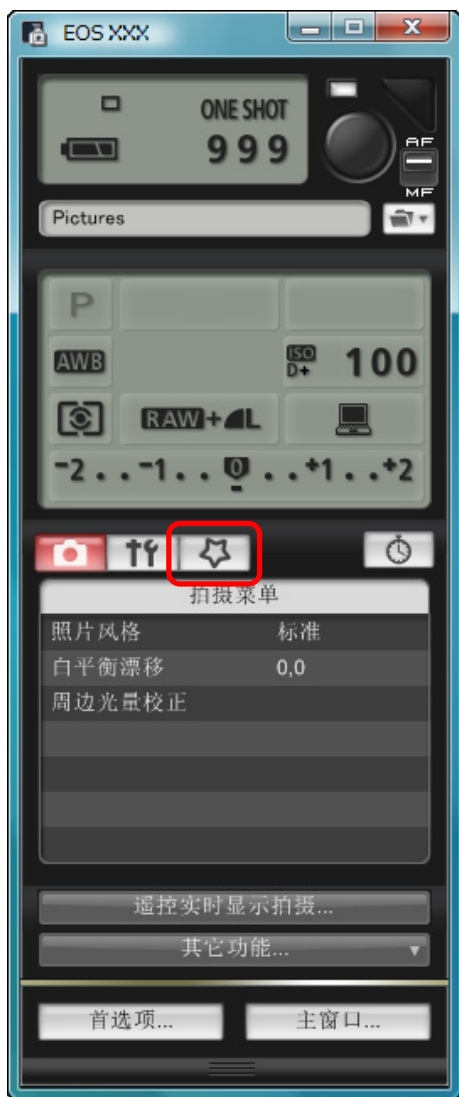 EOS XXX
ONE SHOT
999
AF
MF
Pictures
P
AWB
ISO D+ 100
RAW+L
-2..-1..0..+1..+2
拍摄菜单
照片风格 标准
白平衡漂移 0,0
周边光量校正
遥控实时显示拍摄...
其它功能...
首选项... 主窗口...